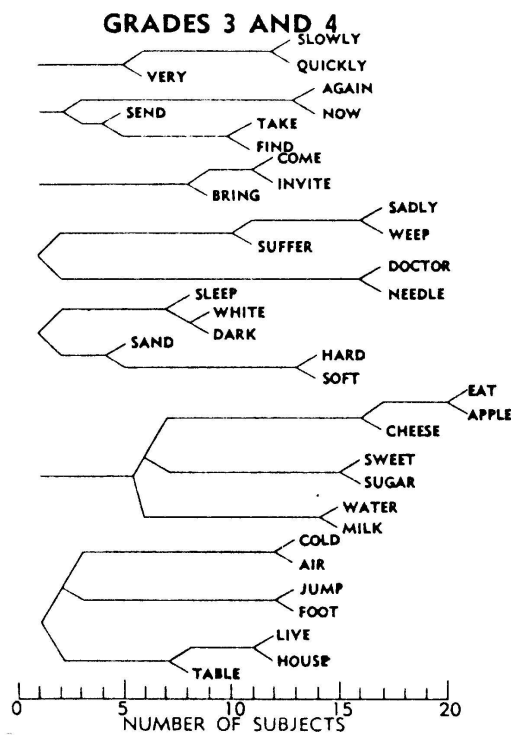 GRADES 3 AND 4
SLOWLY
VERY
QUICKLY
AGAIN
SEND
NOW
TAKE
FIND
COME
BRING
INVITE
SADLY
SUFFER
WEEP
DOCTOR
NEEDLE
SLEEP
WHITE
DARK
SAND
HARD
SOFT
EAT
CHEESE
APPLE
SWEET
SUGAR
WATER
MILK
COLD
AIR
JUMP
FOOT
LIVE
TABLE
HOUSE
0 5 10 15 20
NUMBER OF SUBJECTS